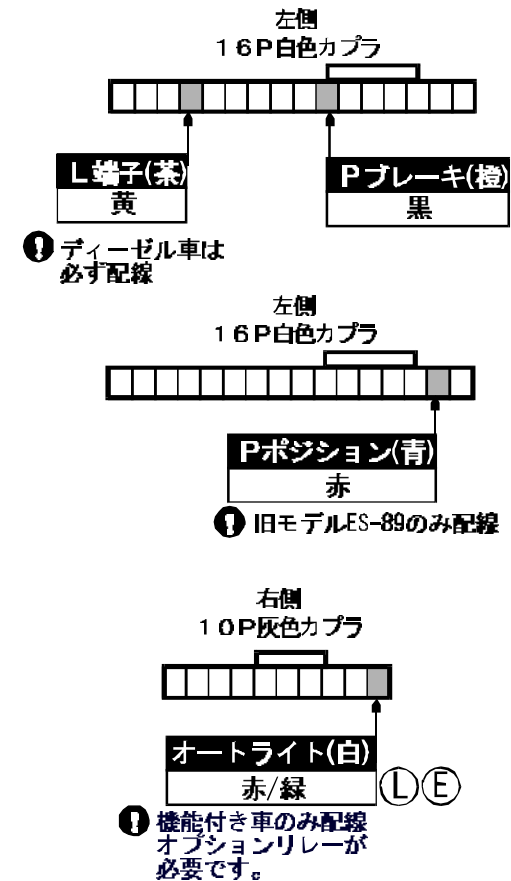 左側
16P白色カプラ
L端子(茶)
黄
Pブレーキ(橙)
黒
ディーゼル車は
必ず配線
左側
16P白色カプラ
Pポジション(青)
赤
旧モデルES-89のみ配線
右側
10P灰色カプラ
オートライト(白)
赤/緑
Ⓛ Ⓔ
機能付き車のみ配線
オプションリレーが
必要です。